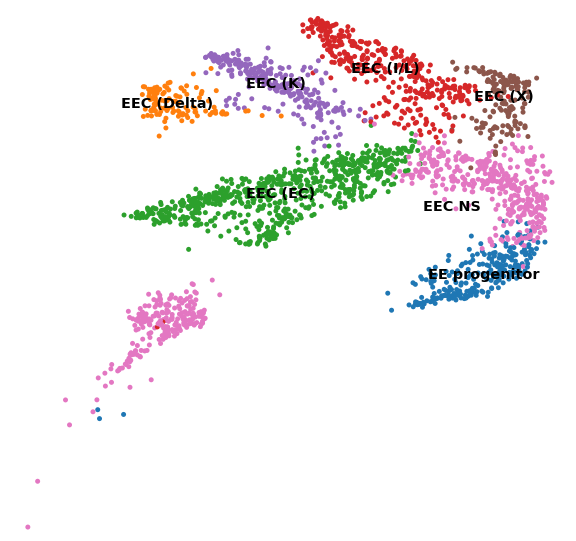 EEC (I/L)
EEC (K)
EEC (X)
EEC (Delta)
EEC (EC)
EEC NS
EE progenitor